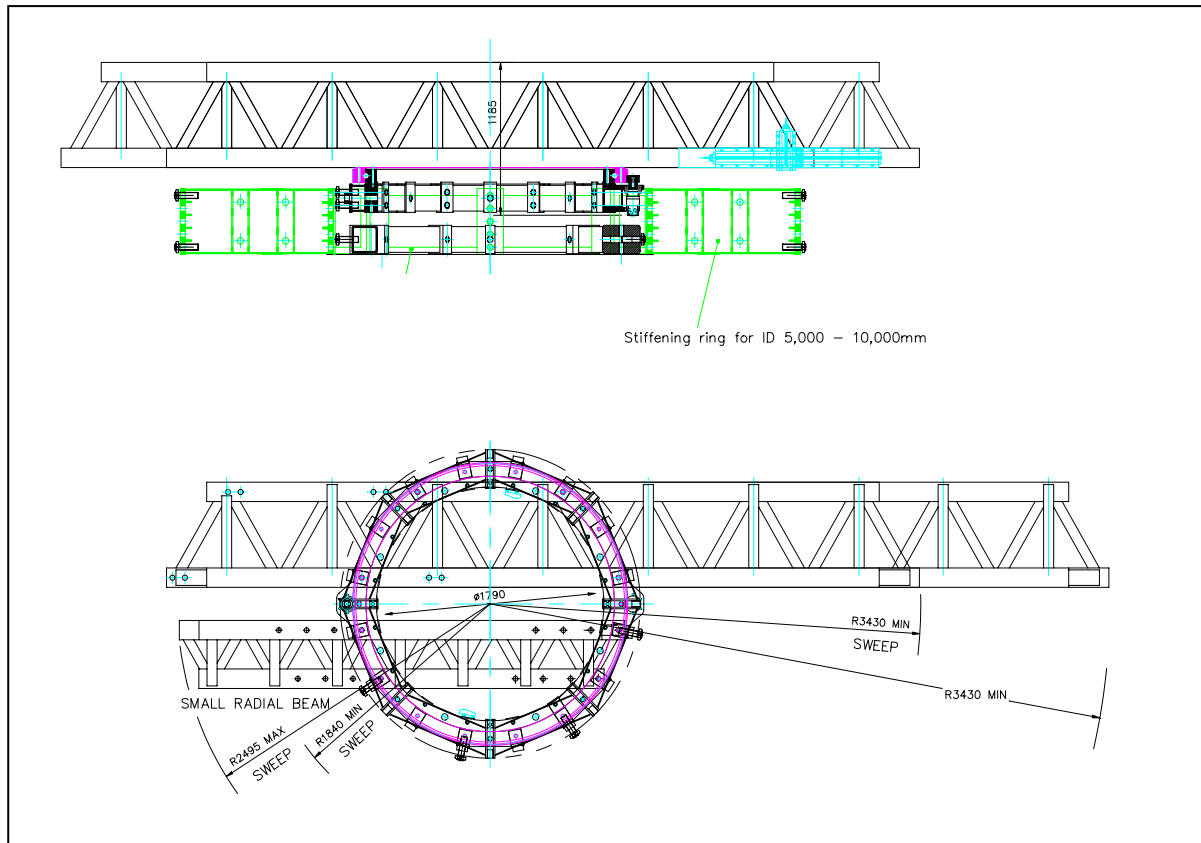 1185
Stiffening ring for ID 5,000 – 10,000mm
ø1790
R3430 MIN
SWEEP
R3430 MIN
SMALL RADIAL BEAM
R2495 MAX
SWEEP
R1840 MIN
SWEEP